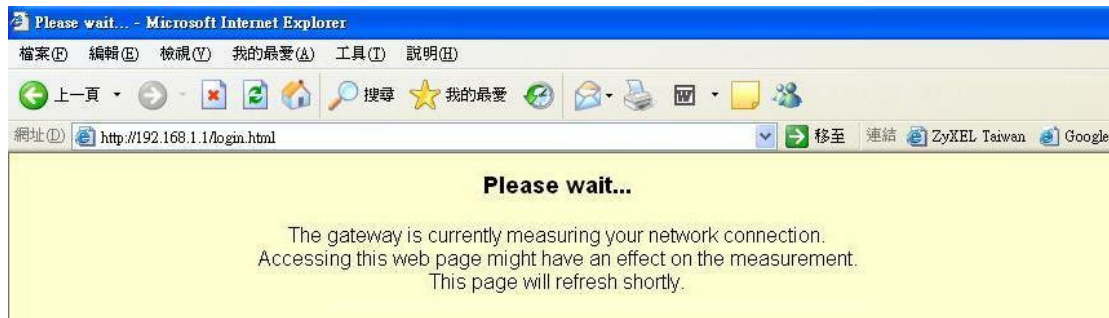 Please wait... - Microsoft Internet Explorer
檔案(F) 編輯(E) 檢視(V) 我的最愛(A) 工具(T) 說明(H)
上一頁 搜尋 我的最愛
網址(D) http://192.168.1.1/login.html 移至 連結 ZyXEL Taiwan Google
Please wait...
The gateway is currently measuring your network connection.
Accessing this web page might have an effect on the measurement.
This page will refresh shortly.